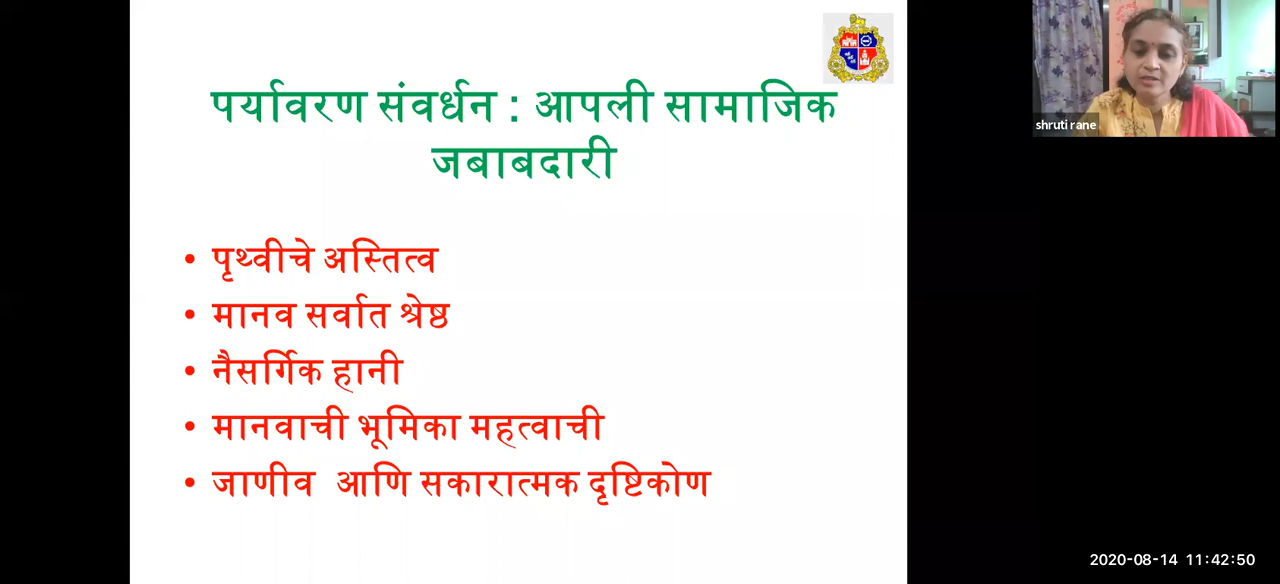 पर्यावरण संवर्धन : आपली सामाजिक
जबाबदारी
• पृथ्वीचे अस्तित्व
• मानव सर्वात श्रेष्ठ
• नैसर्गिक हानी
• मानवाची भूमिका महत्वाची
• जाणीव आणि सकारात्मक दृष्टिकोण
shruti rane
2020-08-14 11:42:50